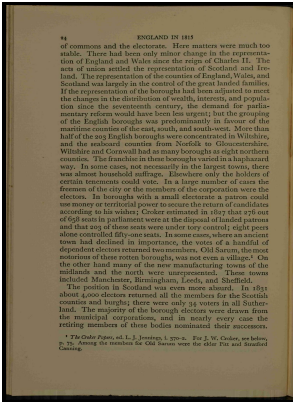 24 ENGLAND IN 1815
of commons and the electorate. Here matters were much too
stable. There had been only minor change in the representa-
tion of England and Wales since the reign of Charles II. The
acts of union settled the representation of Scotland and Ire-
land. The representation of the counties of England, Wales, and
Scotland was largely in the control of the great landed families.
If the representation of the boroughs had been adjusted to meet
the changes in the distribution of wealth, interests, and popula-
tion since the seventeenth century, the demand for parlia-
mentary reform would have been less urgent; but the grouping
of the English boroughs was predominantly in favour of the
maritime counties of the east, south, and south-west. More than
half of the 203 English boroughs were concentrated in Wiltshire,
and the seaboard counties from Norfolk to Gloucestershire.
Wiltshire and Cornwall had as many boroughs as eight northern
counties. The franchise in these boroughs varied in a haphazard
way. In some cases, not necessarily in the largest towns, there
was almost household suffrage. Elsewhere only the holders of
certain tenements could vote. In a large number of cases the
freemen of the city or the members of the corporation were the
electors. In boroughs with a small electorate a patron could
use money or territorial power to secure the return of candidates
according to his wishes; Croker estimated in 1827 that 276 out
of 658 seats in parliament were at the disposal of landed patrons
and that 203 of these seats were under tory control; eight peers
alone controlled fifty-one seats. In some cases, where an ancient
town had declined in importance, the votes of a handful of
dependent electors returned two members. Old Sarum, the most
notorious of these rotten boroughs, was not even a village.¹ On
the other hand many of the new manufacturing towns of the
midlands and the north were unrepresented. These towns
included Manchester, Birmingham, Leeds, and Sheffield.
The position in Scotland was even more absurd. In 1831
about 4,000 electors returned all the members for the Scottish
counties and burghs; there were only 34 voters in all Suther-
land. The majority of the borough electors were drawn from
the municipal corporations, and in nearly every case the
retiring members of these bodies nominated their successors.
¹ The Croker Papers, ed. L. J. Jennings, i. 370-2. For J. W. Croker, see below,
p. 75. Among the members for Old Sarum were the elder Pitt and Stratford
Canning.